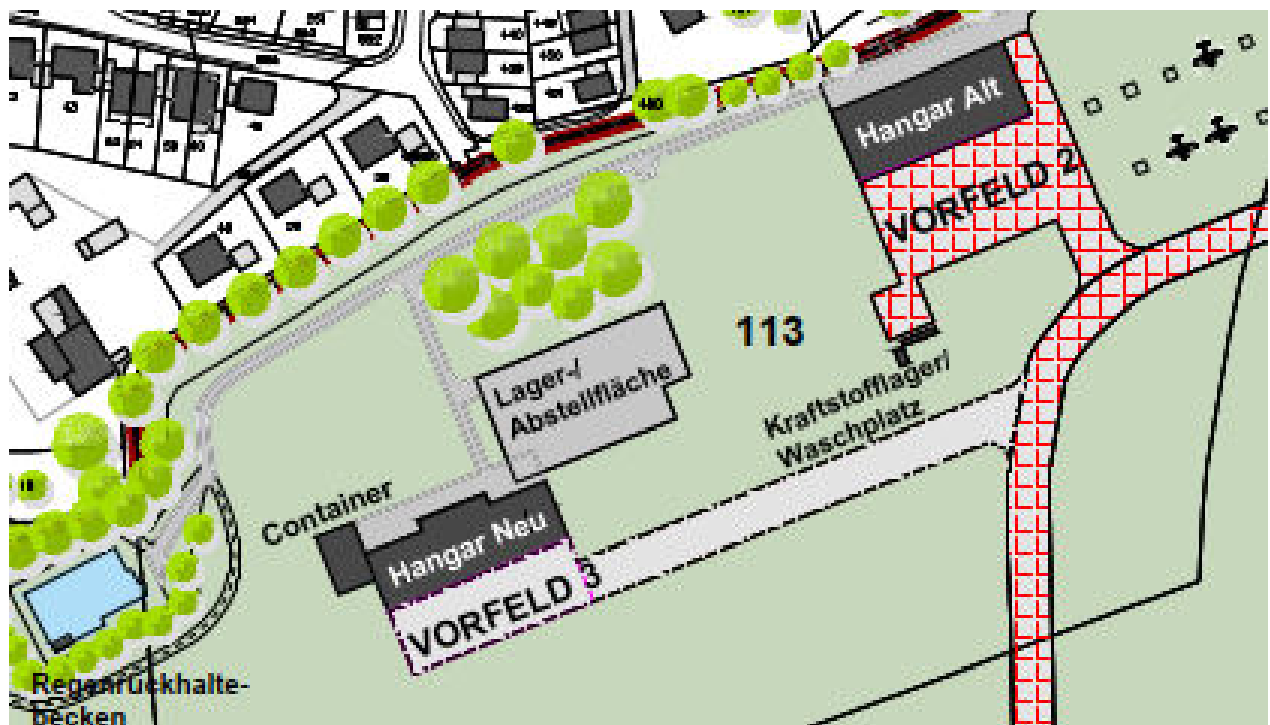 Hangar Alt
VORFELD 2
113
Lager-/
Abstellfläche
Kraftstofflager/
Waschplatz
Container
Hangar Neu
VORFELD 3
Regenrückhalte-
becken